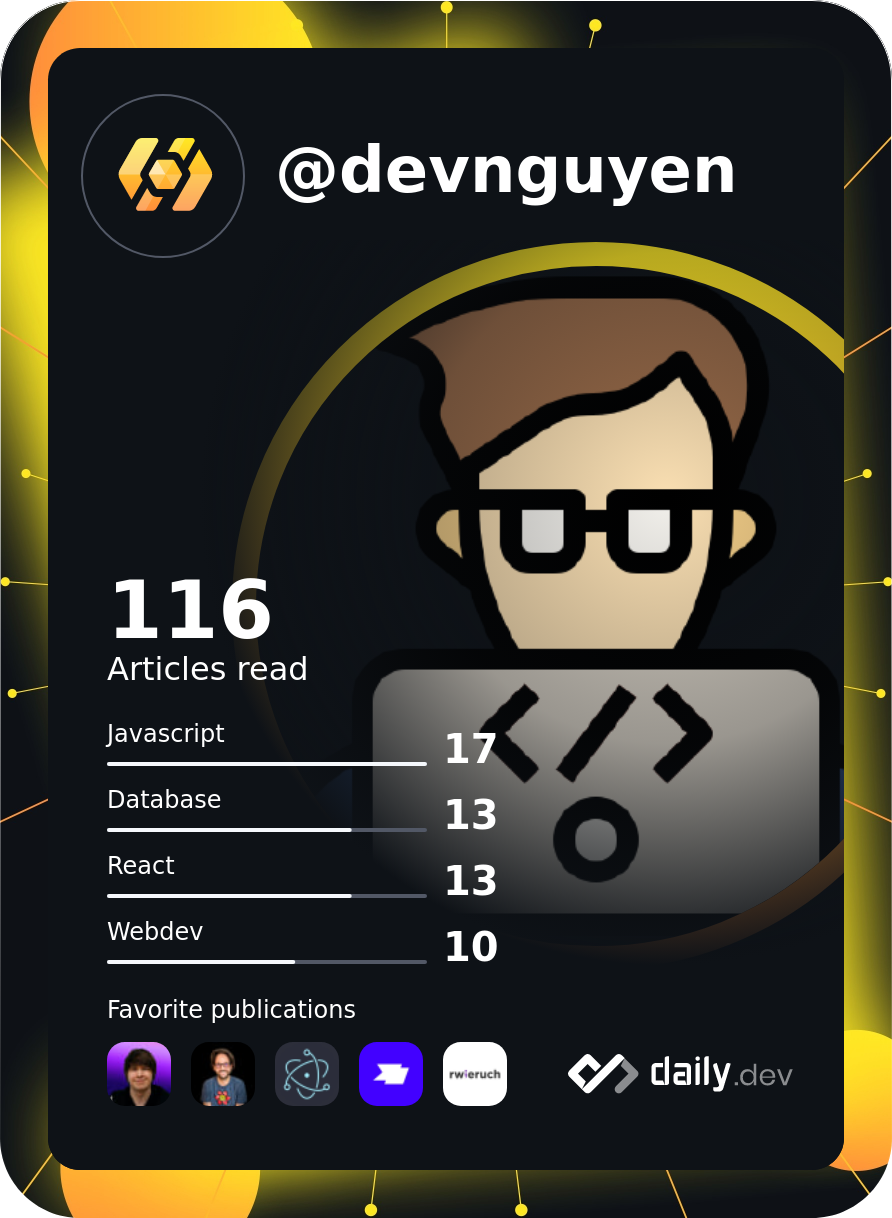 @devnguyen
116
Articles read
Javascript
17
Database
13
React
13
Webdev
10
Favorite publications
rwieruch
daily.dev